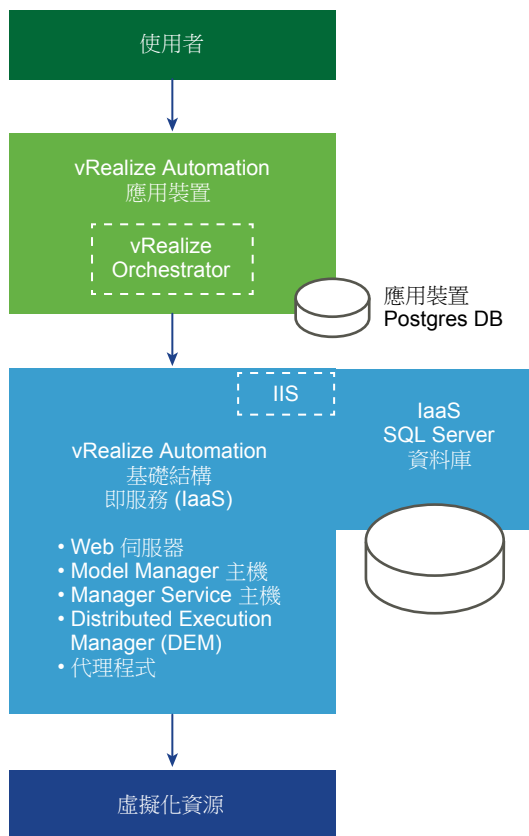 使用者
vRealize Automation
應用裝置
vRealize
Orchestrator
應用裝置
Postgres DB
IIS
IaaS
SQL Server
資料庫
vRealize Automation
基礎結構
即服務 (IaaS)
• Web 伺服器
• Model Manager 主機
• Manager Service 主機
• Distributed Execution
Manager (DEM)
• 代理程式
虛擬化資源